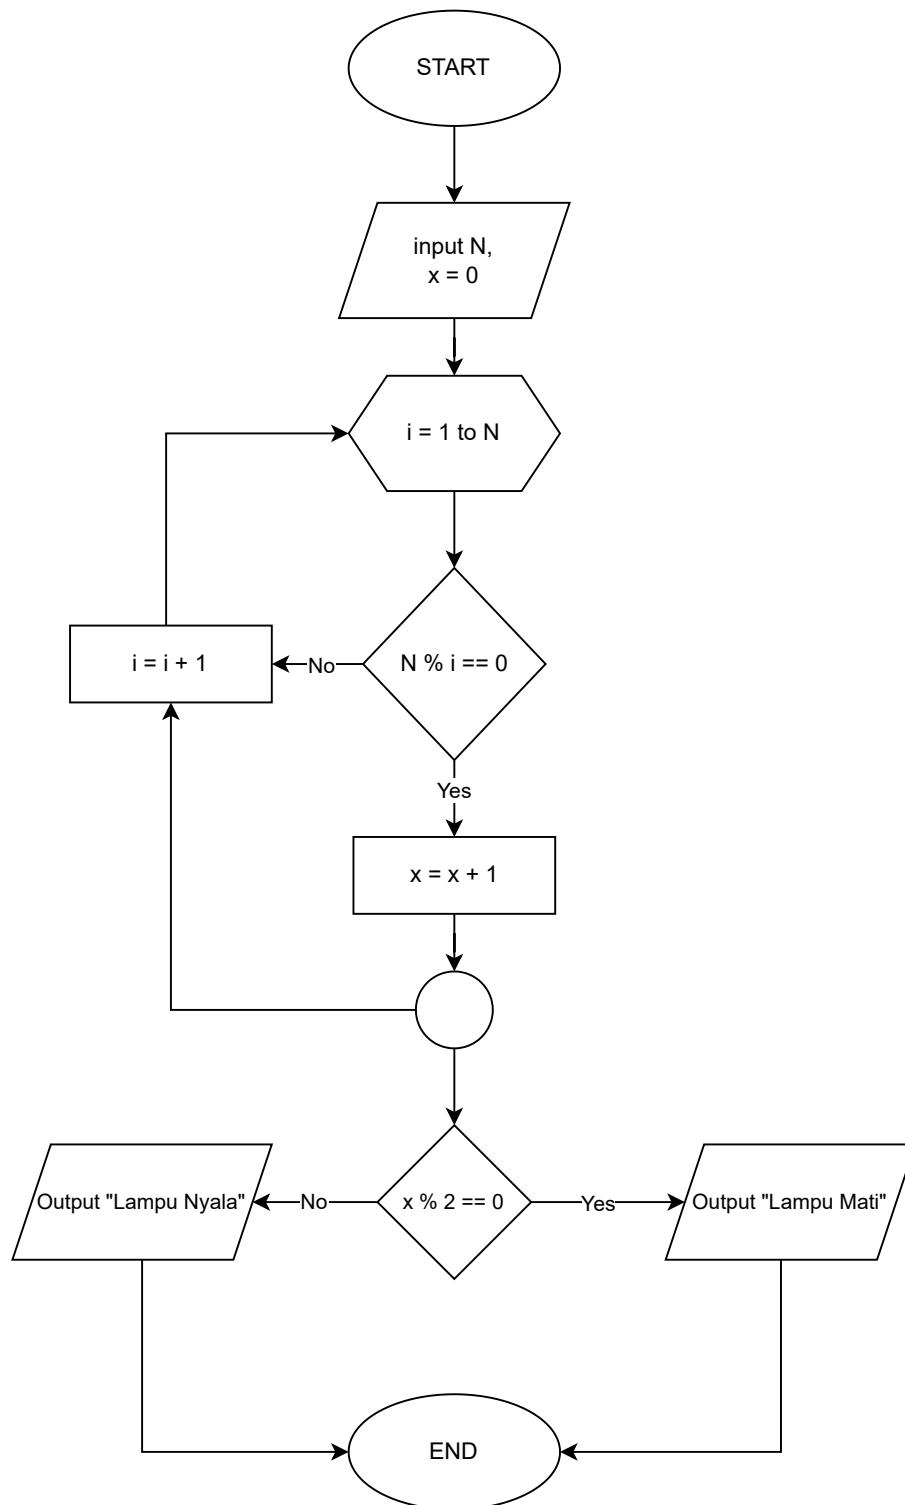 START
input N,
x = 0
i = 1 to N
i = i + 1
No
N % i == 0
Yes
x = x + 1
Output "Lampu Nyala"
No
x % 2 == 0
Yes
Output "Lampu Mati"
END